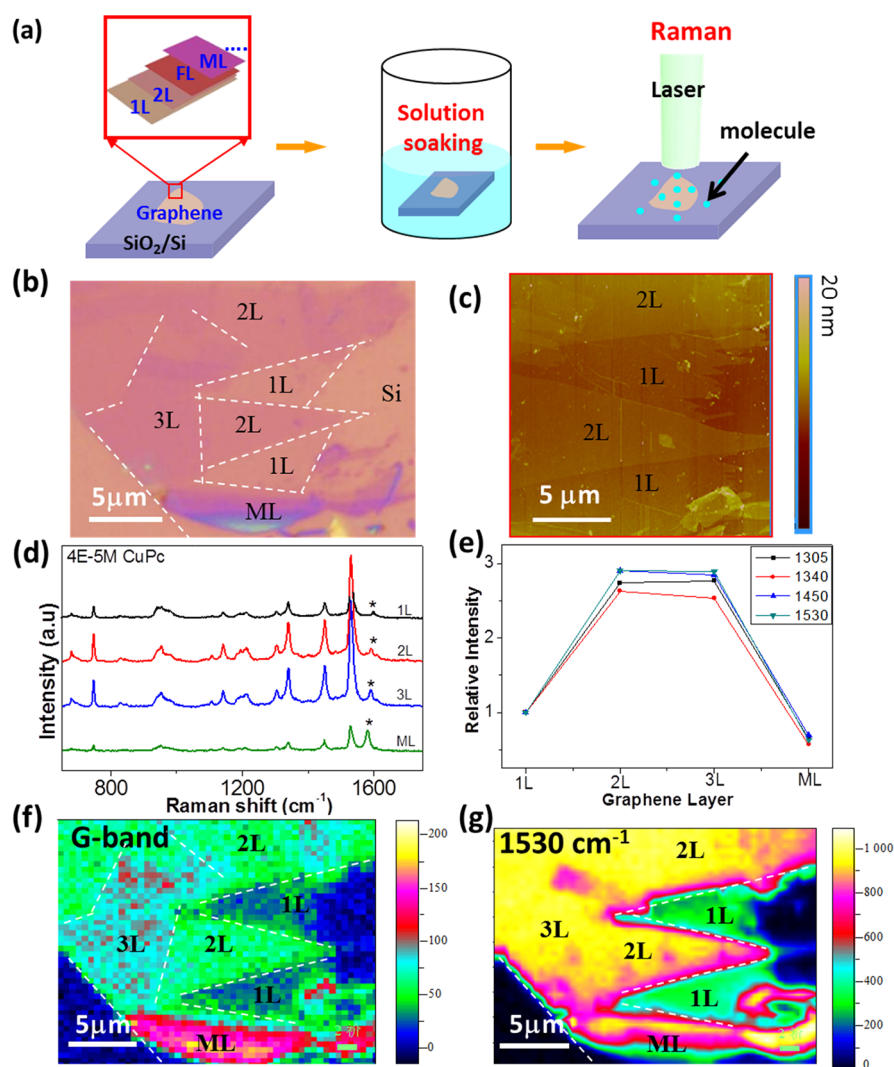 (a)
ML
....
FL
2L
1L
Graphene
SiO2/Si
Solution
soaking
Raman
Laser
molecule
(b)
2L
1L
Si
3L
2L
1L
5μm
ML
(c)
2L
1L
2L
1L
5 μm
20 nm
(d)
4E-5M CuPc
*
1L
*
2L
*
3L
*
ML
Intensity (a.u)
800
1200
1600
Raman shift (cm-1)
(e)
1305
1340
1450
1530
3
2
1
Relative Intensity
1L
2L
3L
ML
Graphene Layer
(f)
G-band
2L
1L
3L
2L
1L
5μm
ML
200
150
100
50
0
(g)
1530 cm-1
2L
1L
3L
2L
1L
5μm
ML
1 000
800
600
400
200
0